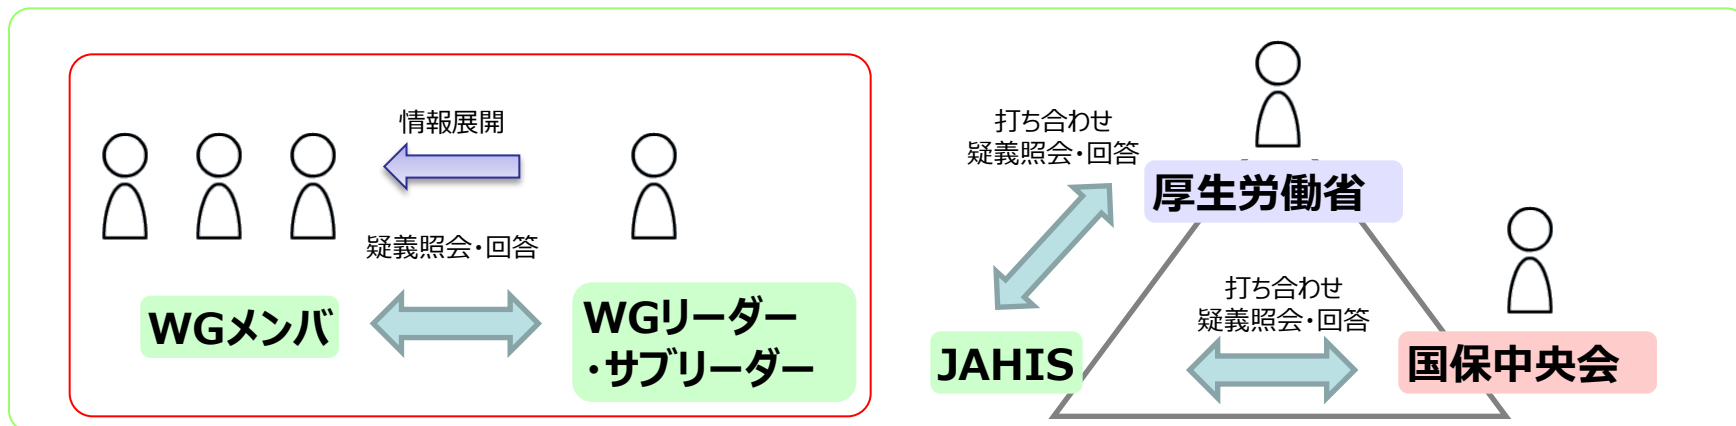 情報展開
疑義照会・回答
WGメンバ
WGリーダー
・サブリーダー
打ち合わせ
疑義照会・回答
厚生労働省
打ち合わせ
疑義照会・回答
JAHIS
国保中央会